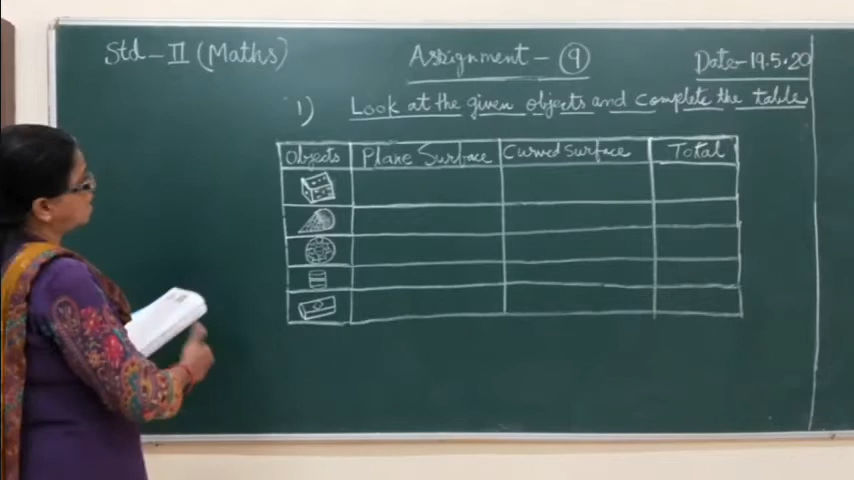 Std - II (Maths)
Assignment - 9
Date - 19.5.20
1) Look at the given objects and complete the table
Objects Plane Surface Curved Surface Total